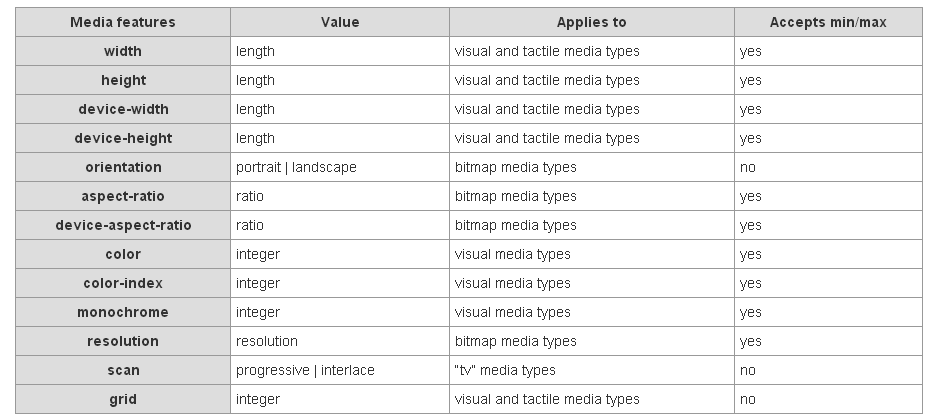 Media features Value Applies to Accepts min/max
width length visual and tactile media types yes
height length visual and tactile media types yes
device-width length visual and tactile media types yes
device-height length visual and tactile media types yes
orientation portrait | landscape bitmap media types no
aspect-ratio ratio bitmap media types yes
device-aspect-ratio ratio bitmap media types yes
color integer visual media types yes
color-index integer visual media types yes
monochrome integer visual media types yes
resolution resolution bitmap media types yes
scan progressive | interlace "tv" media types no
grid integer visual and tactile media types no